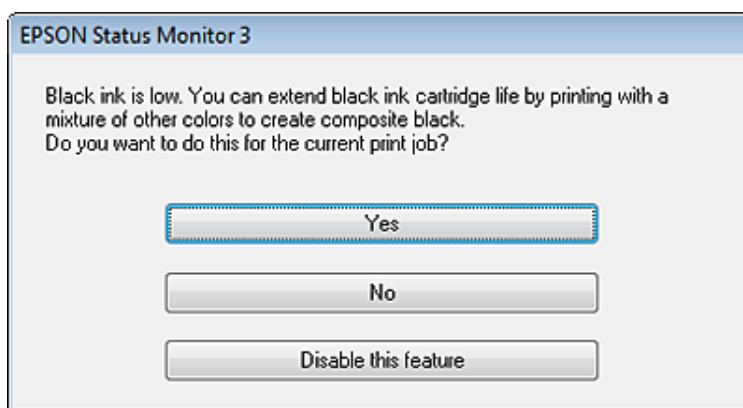 EPSON Status Monitor 3
Black ink is low. You can extend black ink cartridge life by printing with a
mixture of other colors to create composite black.
Do you want to do this for the current print job?
Yes
No
Disable this feature